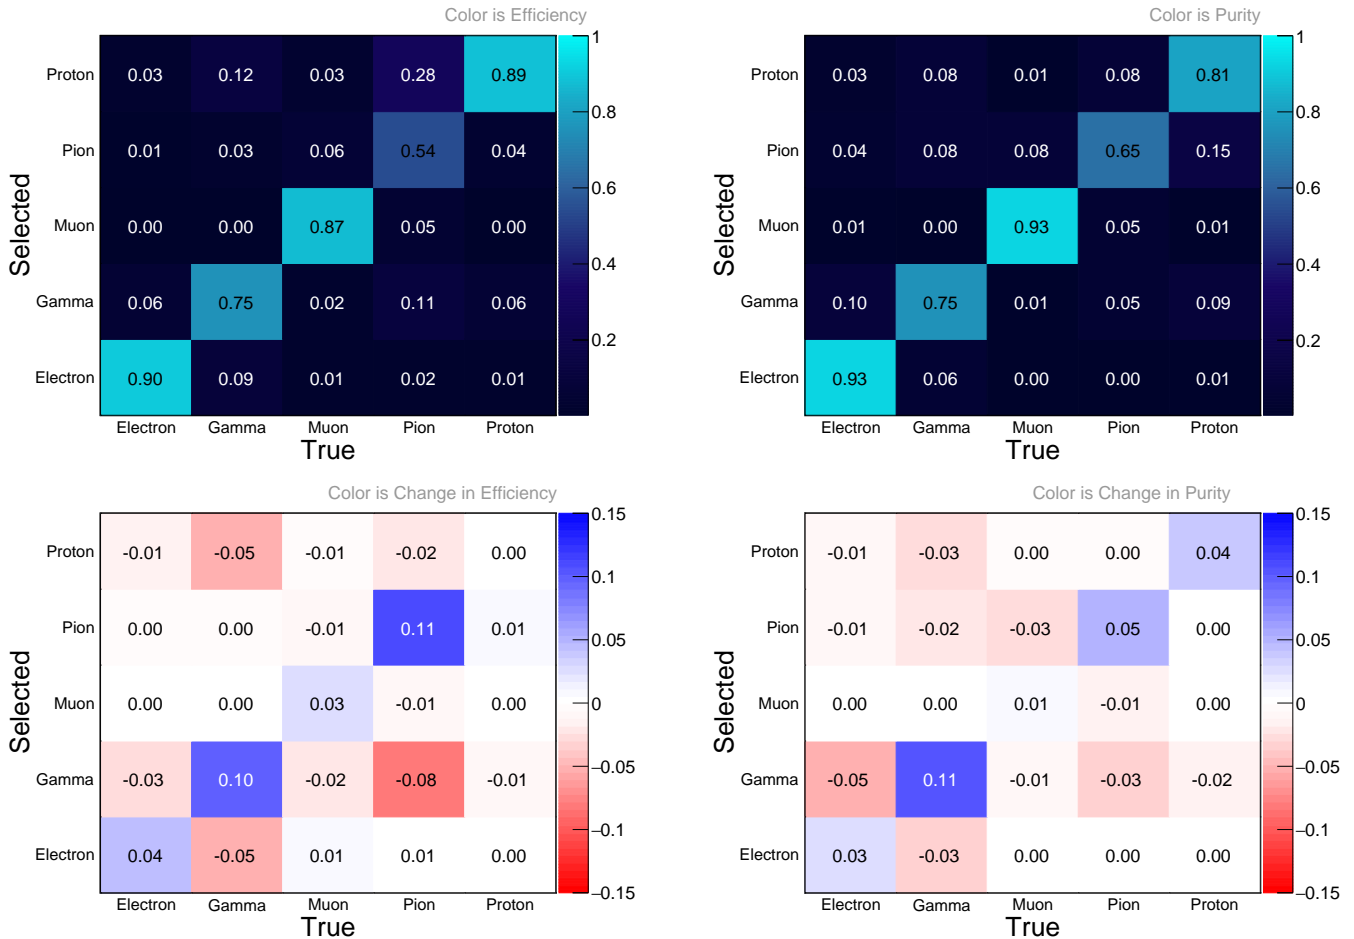 Color is Efficiency
Proton 0.03 0.12 0.03 0.28 0.89
Pion 0.01 0.03 0.06 0.54 0.04
Muon 0.00 0.00 0.87 0.05 0.00
Gamma 0.06 0.75 0.02 0.11 0.06
Electron 0.90 0.09 0.01 0.02 0.01
Electron Gamma Muon Pion Proton
True
Selected
1
0.8
0.6
0.4
0.2
Color is Purity
Proton 0.03 0.08 0.01 0.08 0.81
Pion 0.04 0.08 0.08 0.65 0.15
Muon 0.01 0.00 0.93 0.05 0.01
Gamma 0.10 0.75 0.01 0.05 0.09
Electron 0.93 0.06 0.00 0.00 0.01
Electron Gamma Muon Pion Proton
True
Selected
1
0.8
0.6
0.4
0.2
Color is Change in Efficiency
Proton -0.01 -0.05 -0.01 -0.02 0.00
Pion 0.00 0.00 -0.01 0.11 0.01
Muon 0.00 0.00 0.03 -0.01 0.00
Gamma -0.03 0.10 -0.02 -0.08 -0.01
Electron 0.04 -0.05 0.01 0.01 0.00
Electron Gamma Muon Pion Proton
True
Selected
0.15
0.1
0.05
0
−0.05
−0.1
−0.15
Color is Change in Purity
Proton -0.01 -0.03 0.00 0.00 0.04
Pion -0.01 -0.02 -0.03 0.05 0.00
Muon 0.00 0.00 0.01 -0.01 0.00
Gamma -0.05 0.11 -0.01 -0.03 -0.02
Electron 0.03 -0.03 0.00 0.00 0.00
Electron Gamma Muon Pion Proton
True
Selected
0.15
0.1
0.05
0
−0.05
−0.1
−0.15